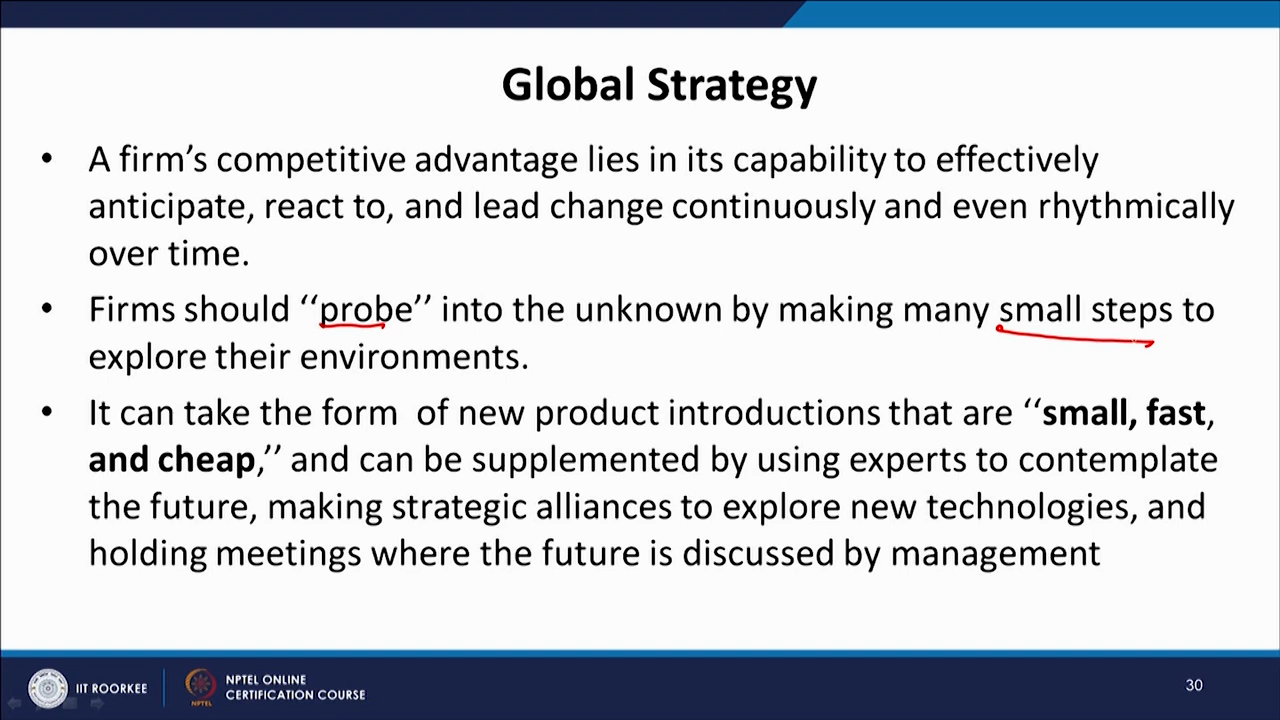 Global Strategy
• A firm’s competitive advantage lies in its capability to effectively
anticipate, react to, and lead change continuously and even rhythmically
over time.
• Firms should ‘‘probe’’ into the unknown by making many small steps to
explore their environments.
• It can take the form  of new product introductions that are ‘‘small, fast,
and cheap,’’ and can be supplemented by using experts to contemplate
the future, making strategic alliances to explore new technologies, and
holding meetings where the future is discussed by management
IIT ROORKEE
NPTEL
NPTEL ONLINE
CERTIFICATION COURSE
30